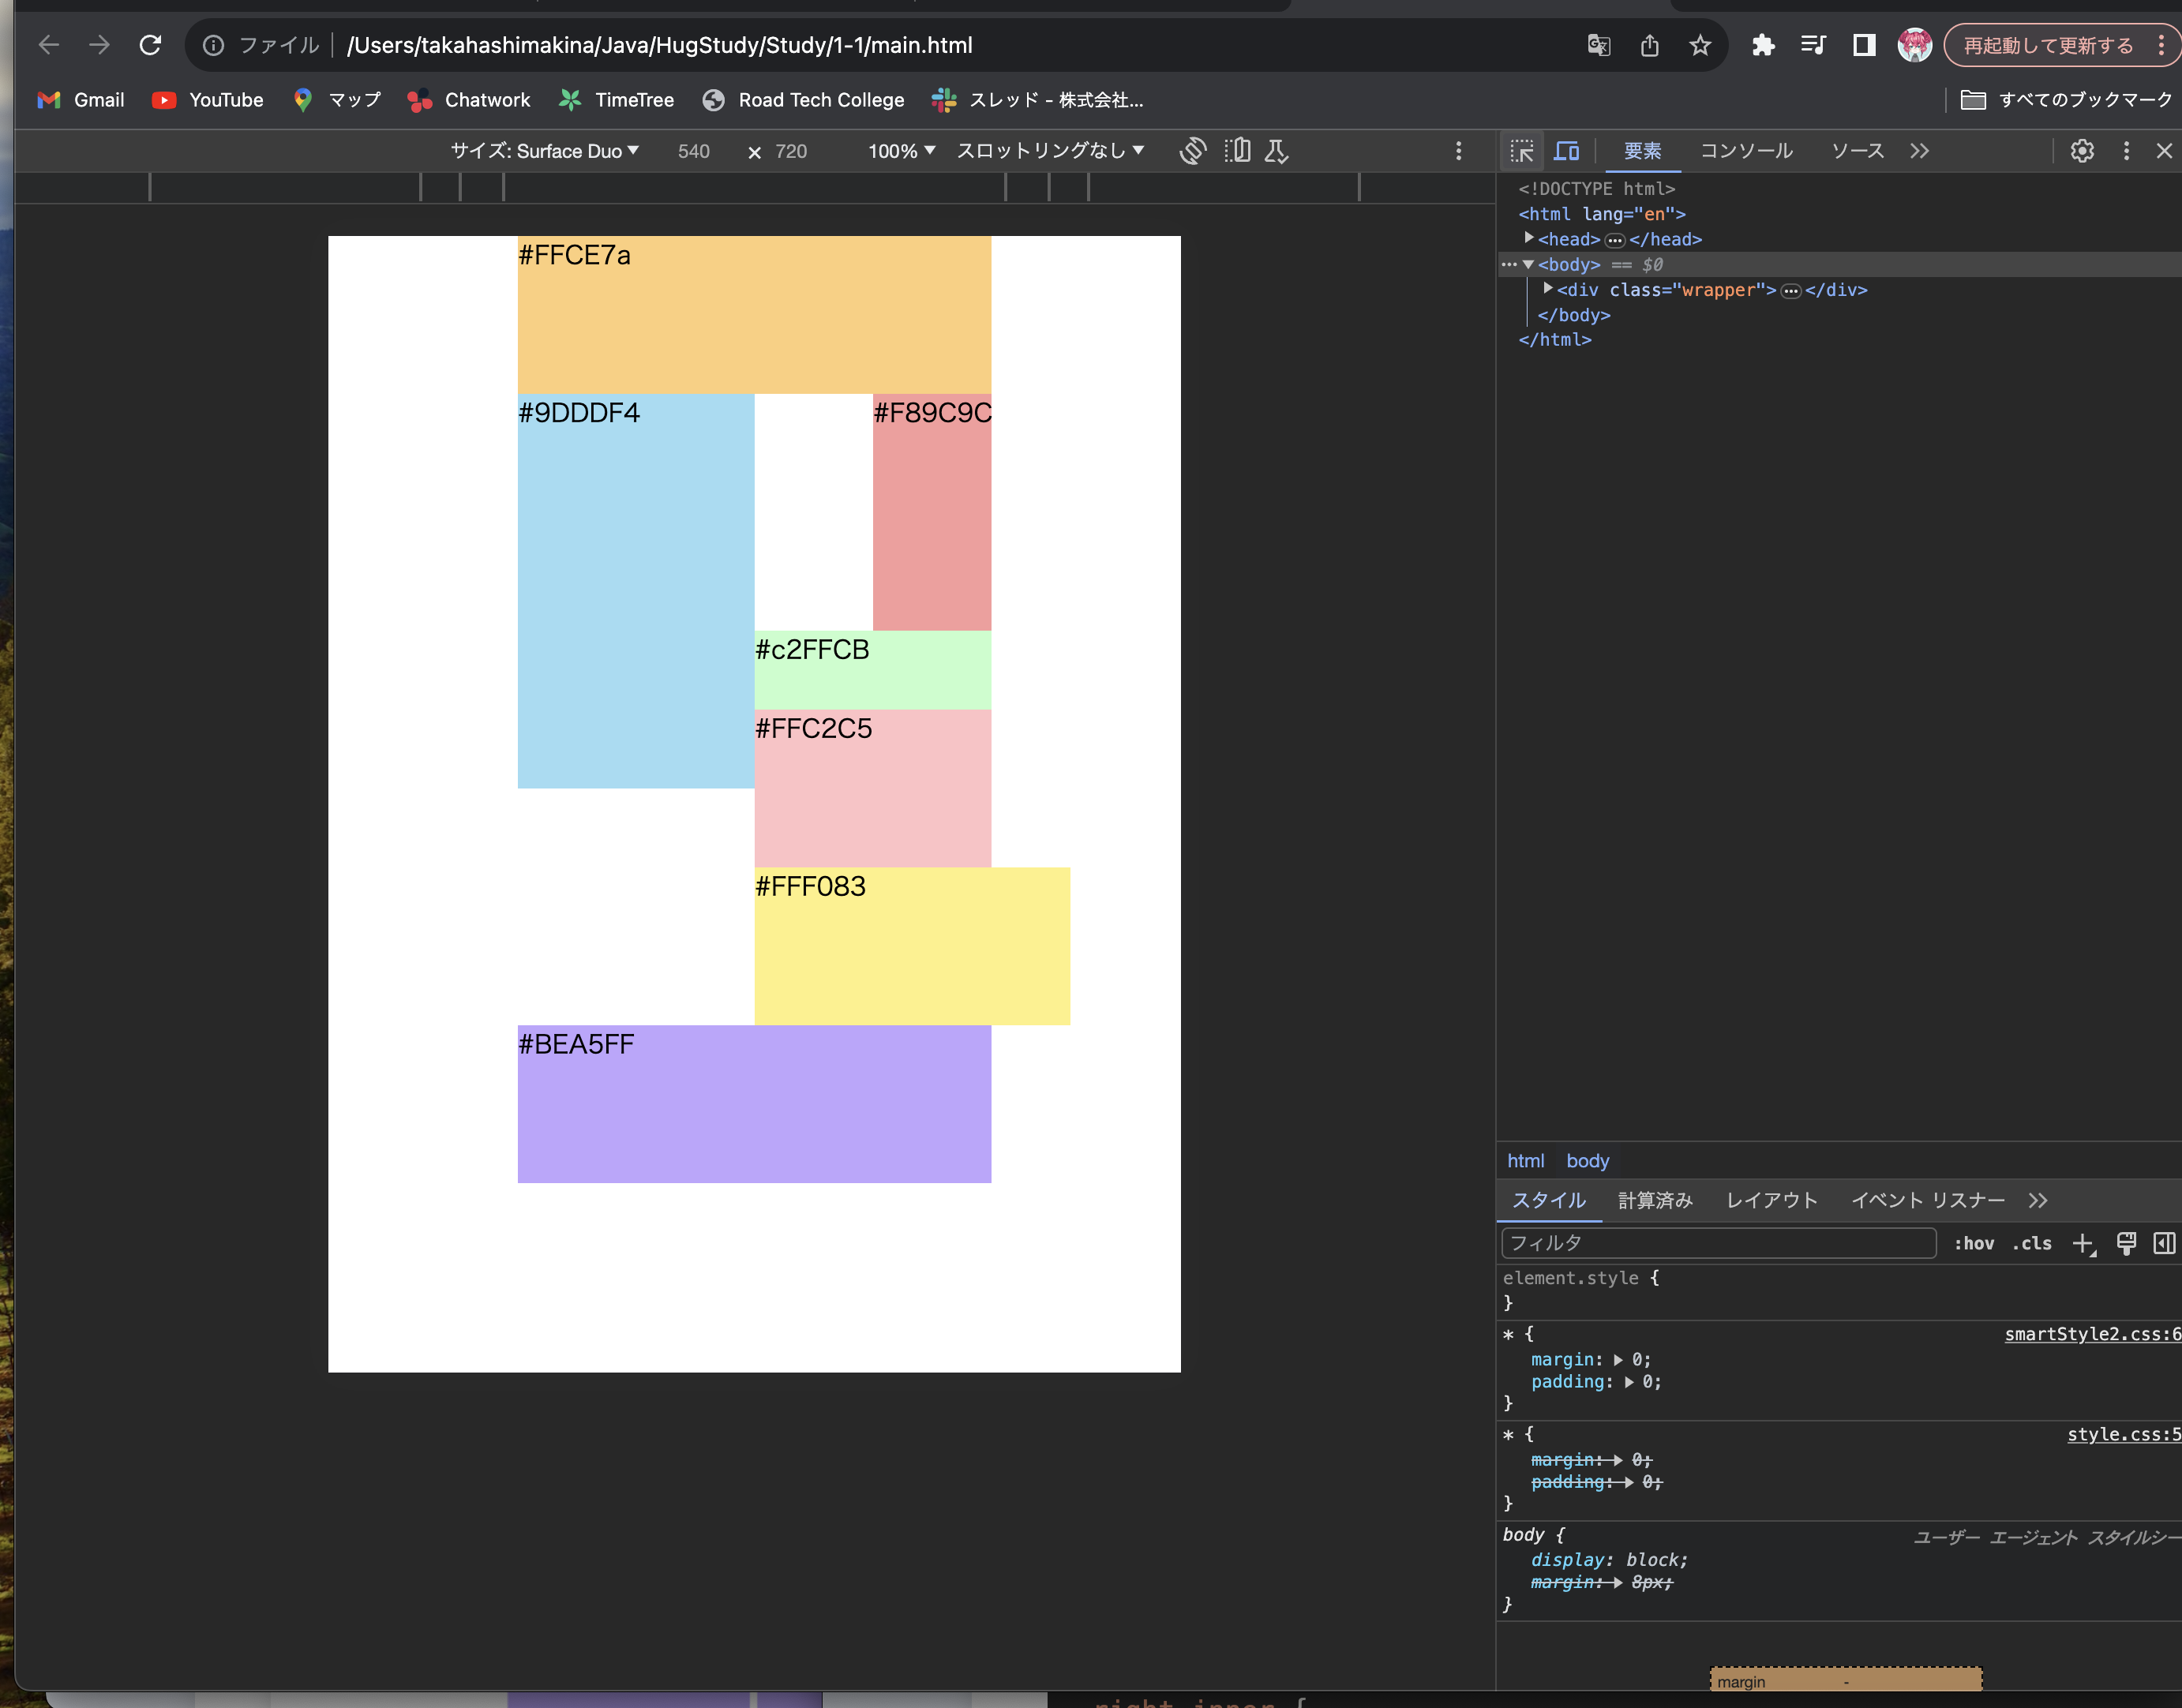 ファイル /Users/takahashimakina/Java/HugStudy/Study/1-1/main.html 再起動して更新する
Gmail YouTube マップ Chatwork TimeTree Road Tech College スレッド - 株式会社... すべてのブックマーク
サイズ: Surface Duo 540 × 720 100% スロットリングなし
要素 コンソール ソース
#FFCE7a
#9DDDF4 #F89C9C
#c2FFCB
#FFC2C5
#FFF083
#BEA5FF
<!DOCTYPE html>
<html lang="en">
<head> … </head>
… <body> == $0
<div class="wrapper"> … </div>
</body>
</html>
html body
スタイル 計算済み レイアウト イベント リスナー
フィルタ :hov .cls
element.style {
}
* { smartStyle2.css:6
margin: 0;
padding: 0;
}
* { style.css:5
margin: 0;
padding: 0;
}
body { ユーザー エージェント スタイルシー
display: block;
margin: 8px;
}
margin -